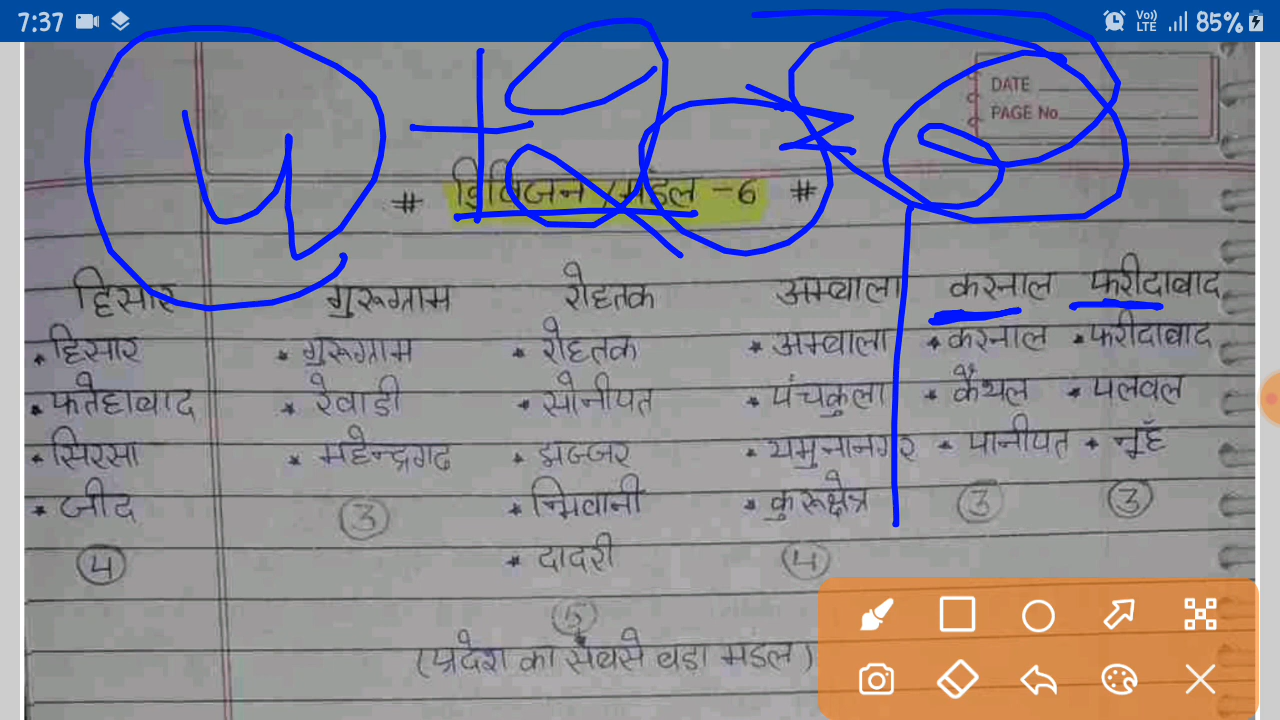 7:37 Vo) LTE 85%
DATE
PAGE No.
# डिविजन/मंडल -6 #
हिसार गुरुग्राम रोहतक अम्बाला करनाल फरीदाबाद
* हिसार * गुरुग्राम * रोहतक * अम्बाला * करनाल * फरीदाबाद
* फतेहाबाद * रेवाडी * सोनीपत * पंचकुला * कैथल * पलवल
* सिरसा * महेन्द्रगढ * झज्जर * यमुनानगर * पानीपत * नूहँ
* जीद ③ * भिवानी * कुरुक्षेत्र ③ ③
④ * दादरी ④
⑤
(प्रदेश का सबसे बडा मंडल)